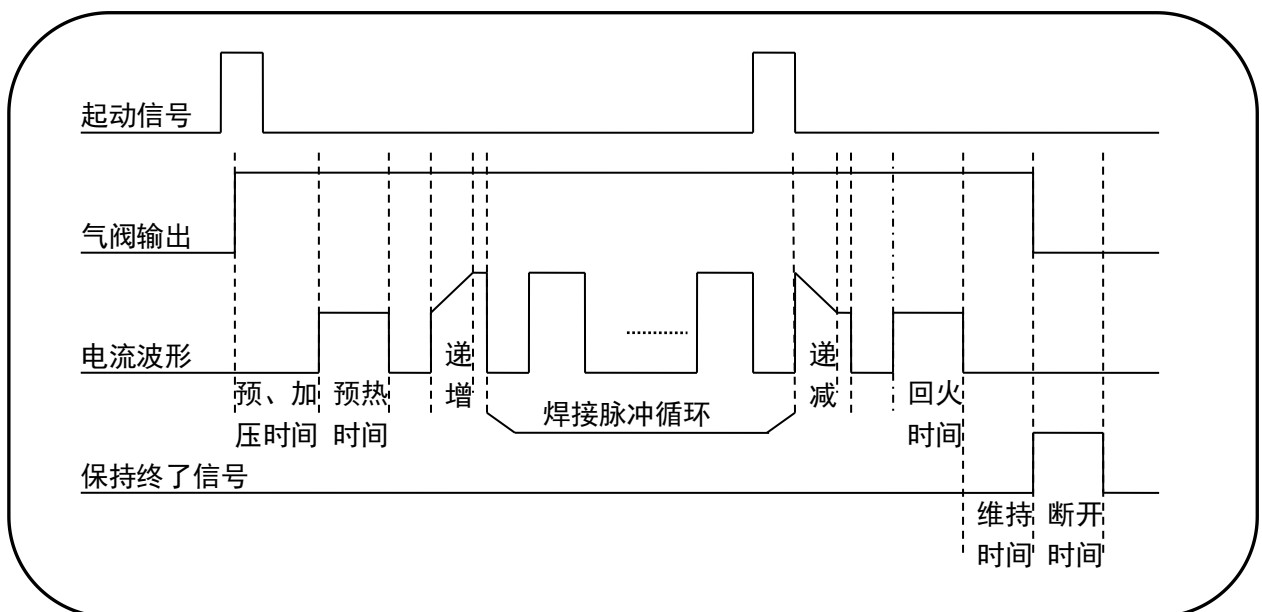 起动信号
气阀输出
电流波形
递
增
递
减
预、加
压时间
预热
时间
焊接脉冲循环
回火
时间
保持终了信号
维持
时间
断开
时间